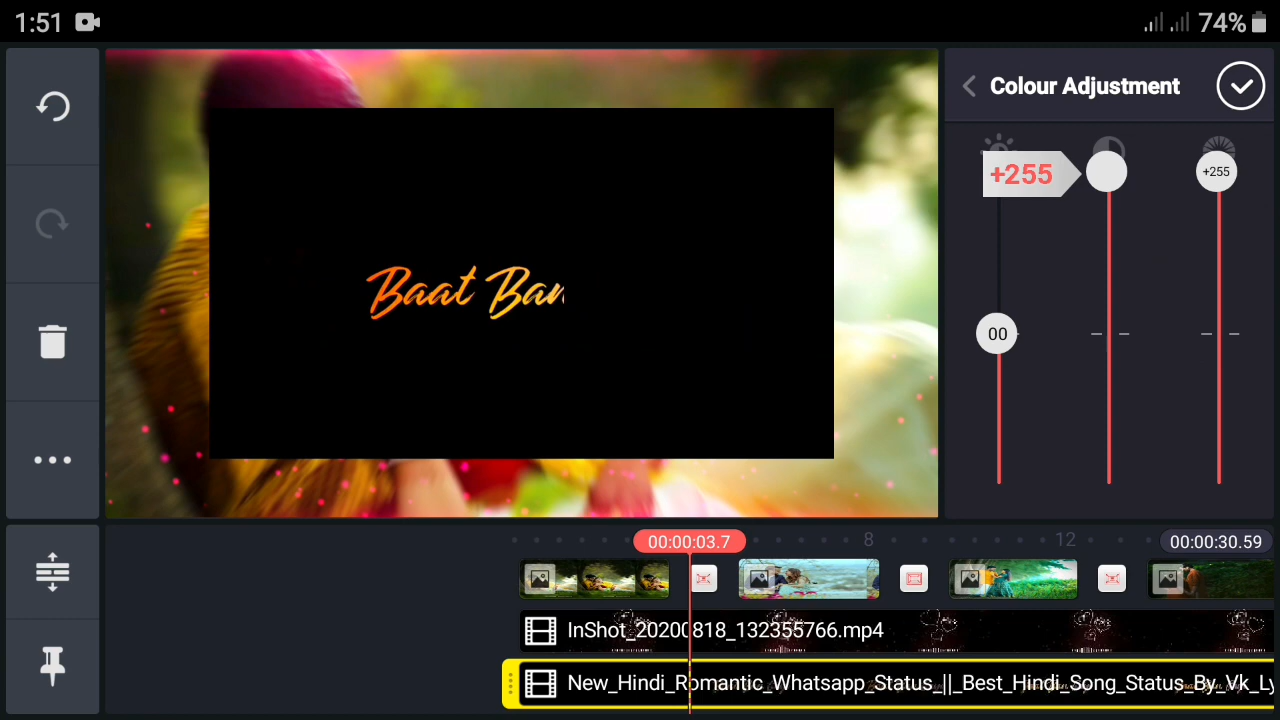 1:51
74%
Colour Adjustment
+255
+255
00
Baat Ban
00:00:03.7
8
12
00:00:30.59
InShot_20200818_132355766.mp4
New_Hindi_Romantic_Whatsapp_Status_||_Best_Hindi_Song_Status_By_Vk_Ly